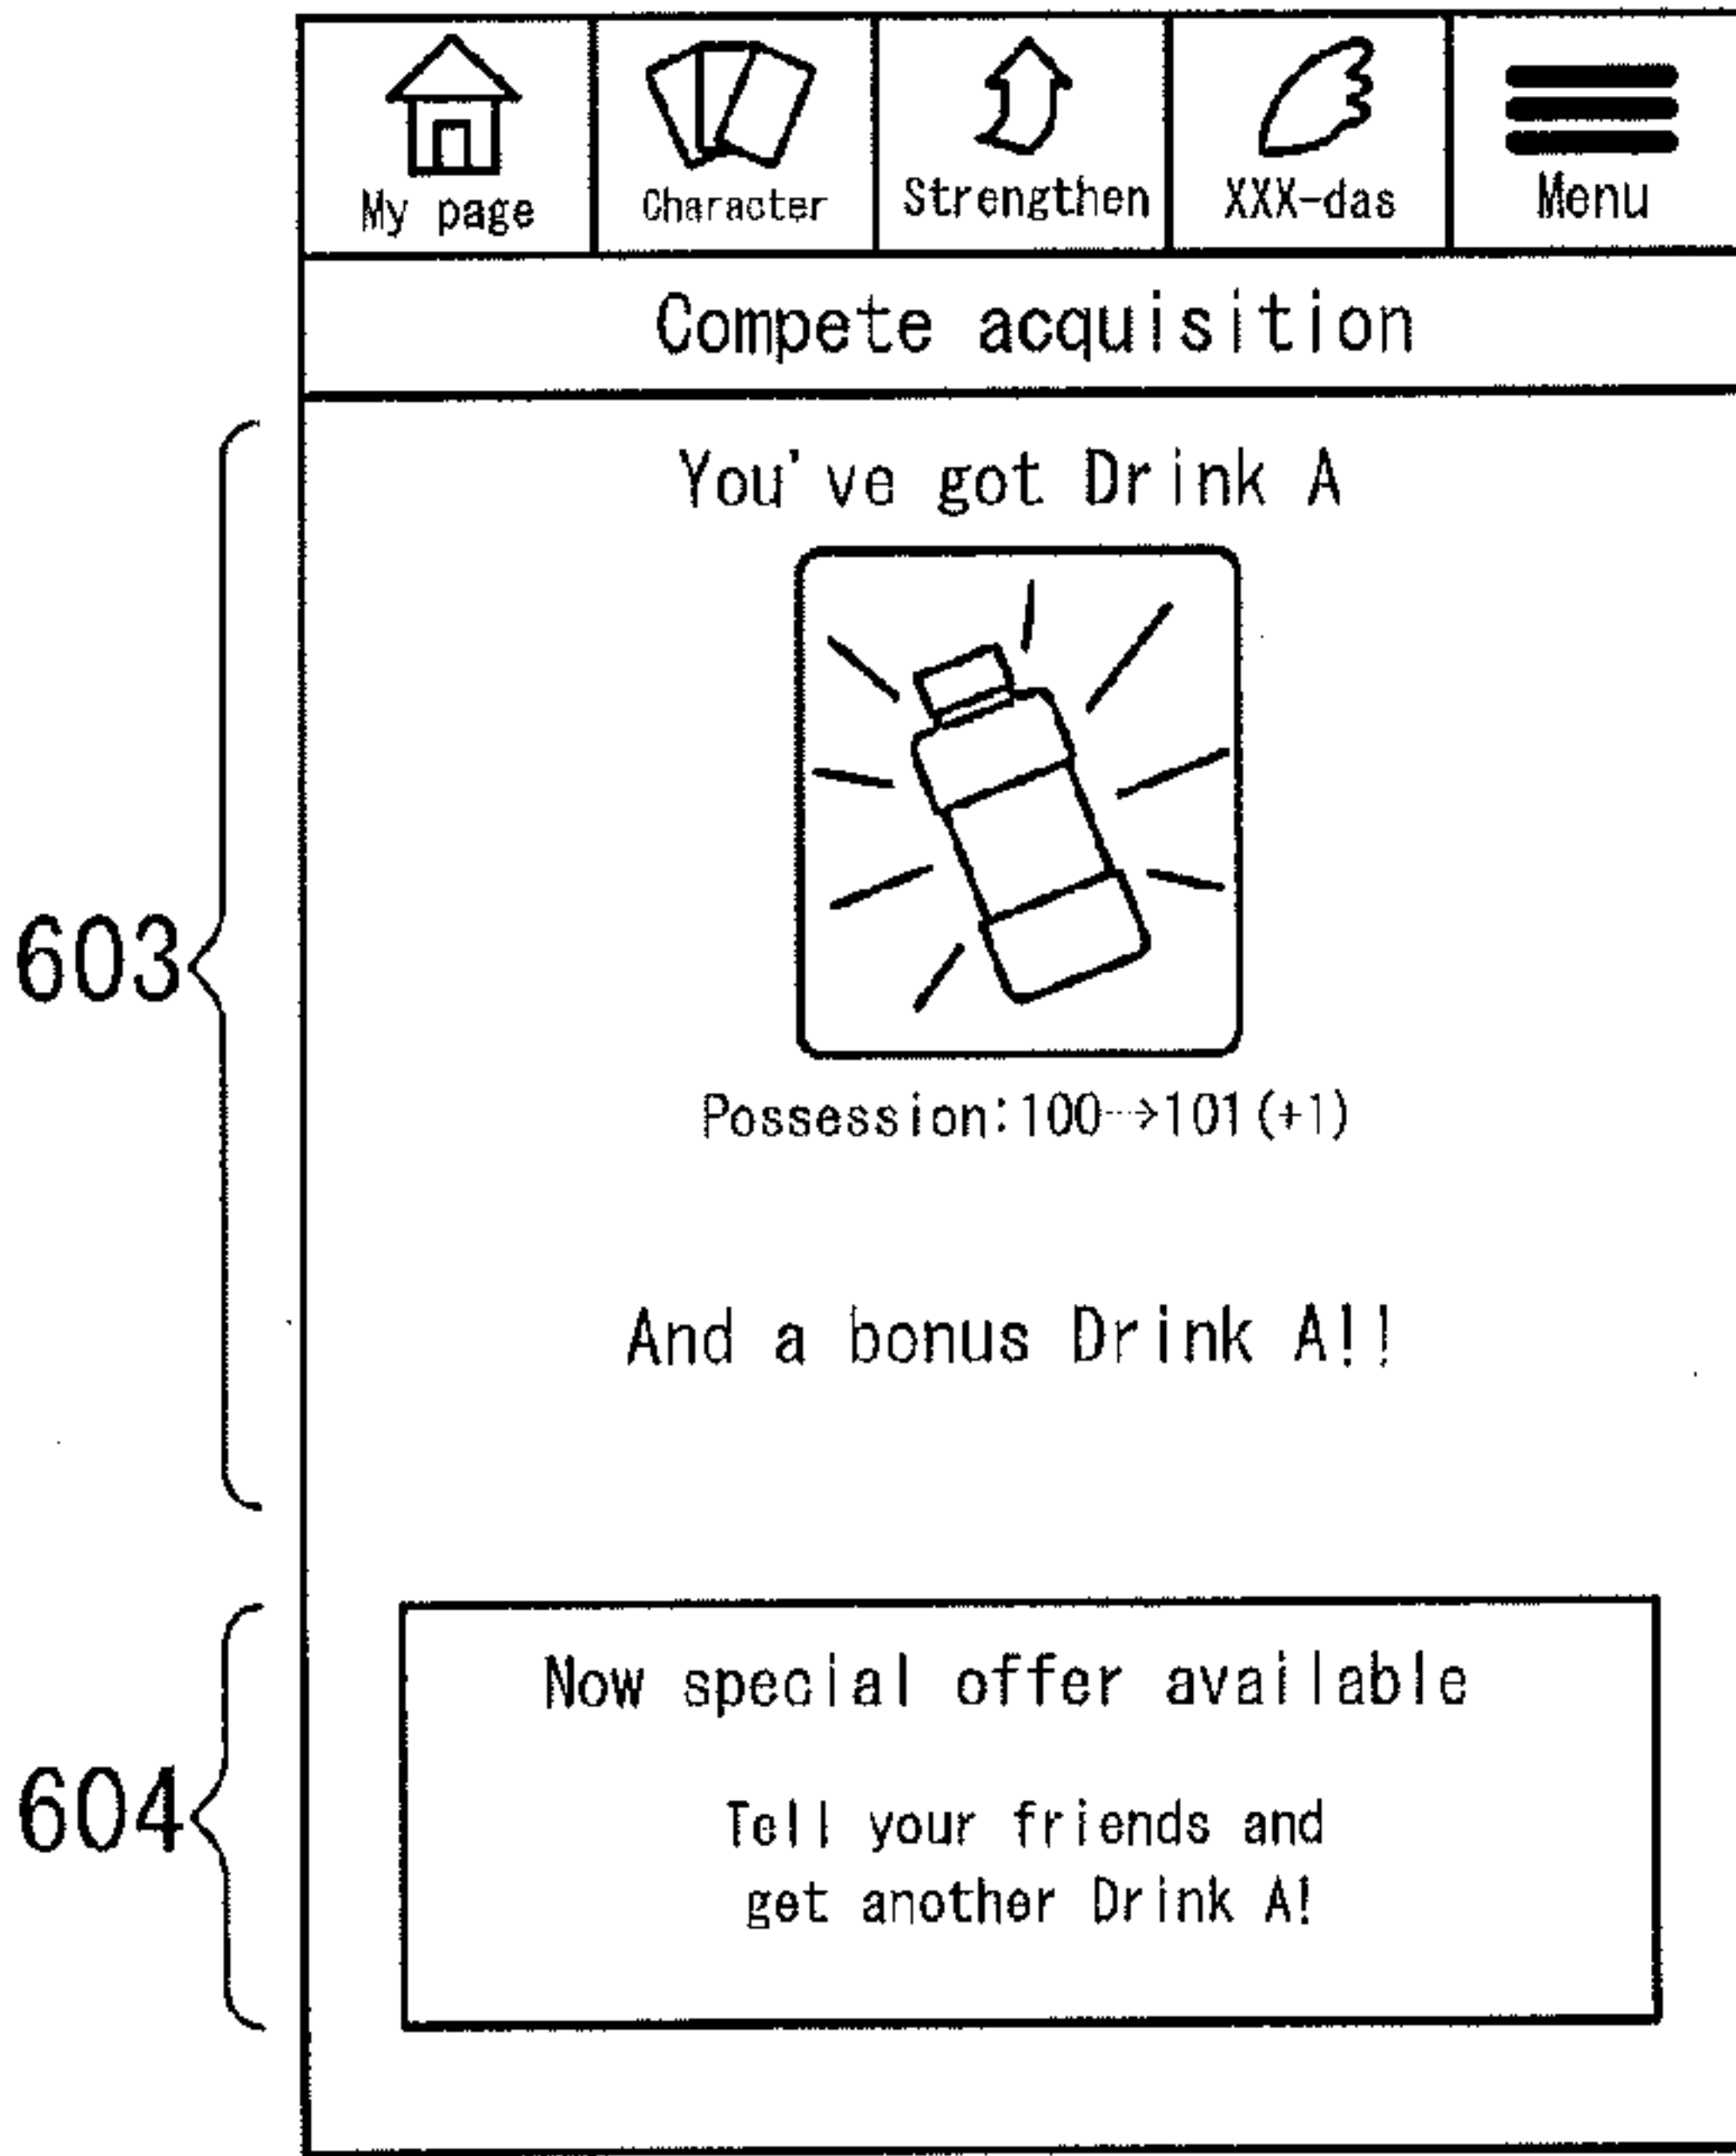 My page
Character
Strengthen
XXX-das
Menu
Compete acquisition
You've got Drink A
603
Possession:100→101(+1)
And a bonus Drink A!!
604
Now special offer available
Tell your friends and
get another Drink A!